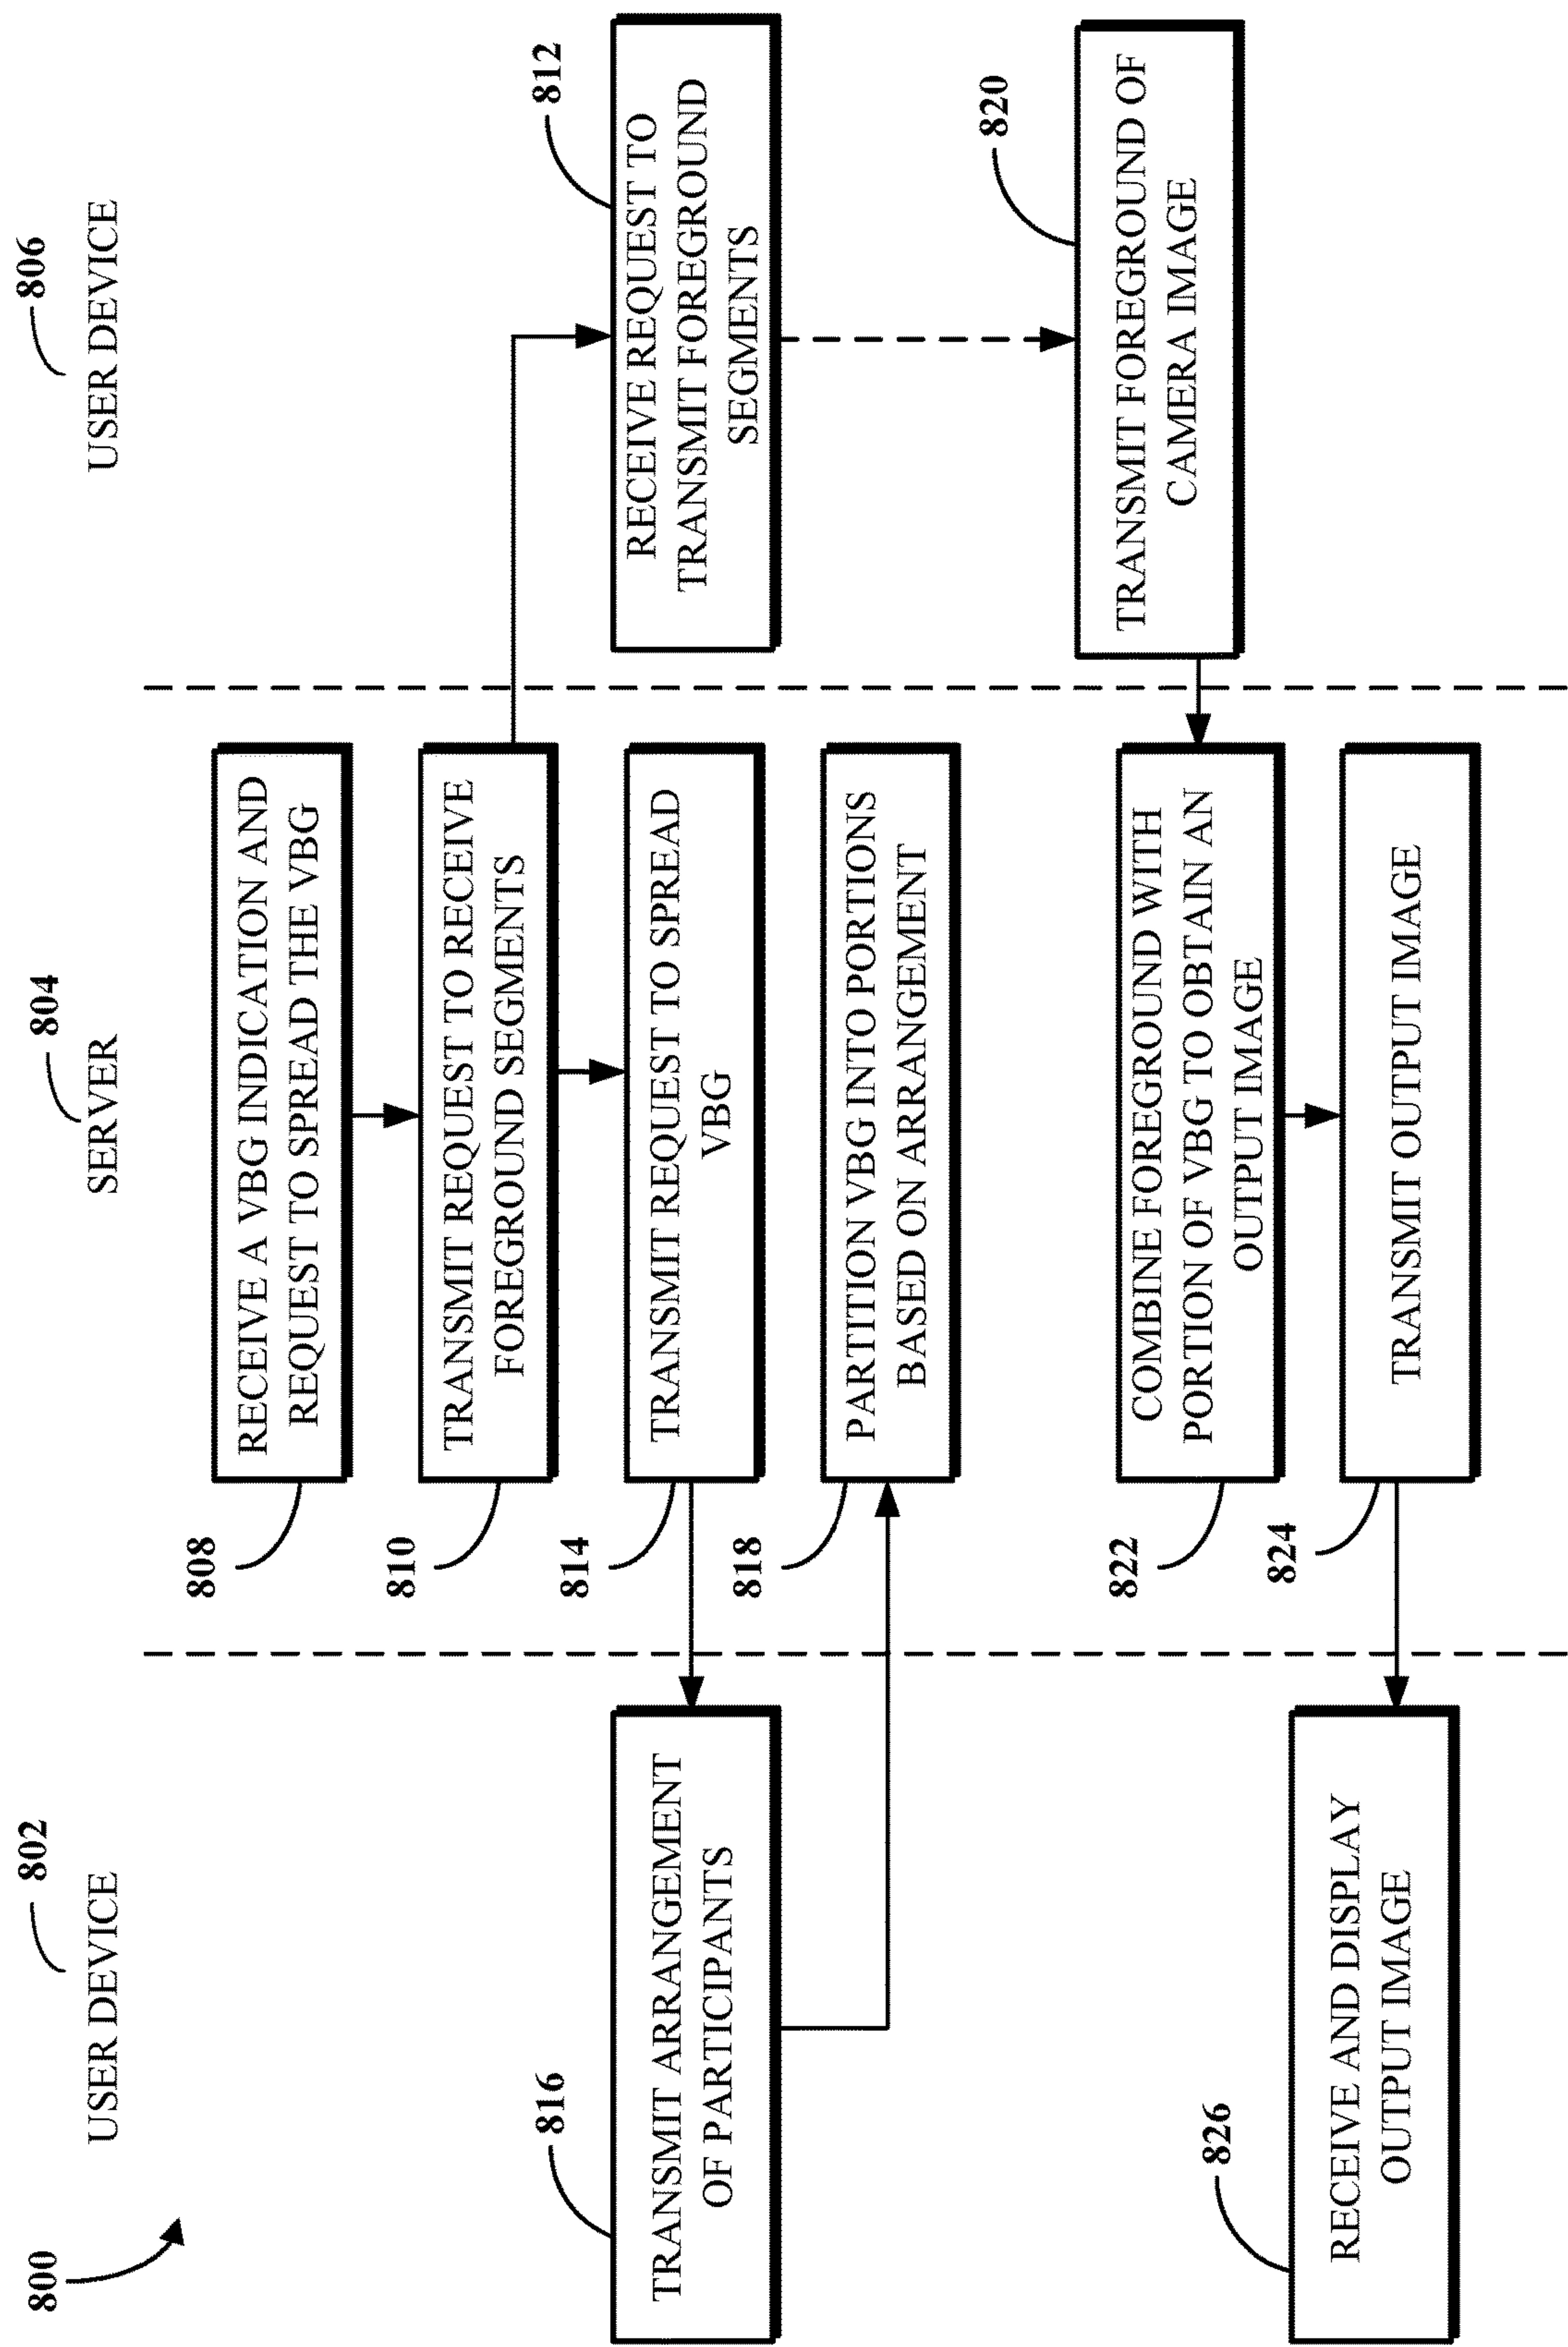 800
802
USER DEVICE
804
SERVER
806
USER DEVICE
808
RECEIVE A VBG INDICATION AND
REQUEST TO SPREAD THE VBG
810
TRANSMIT REQUEST TO RECEIVE
FOREGROUND SEGMENTS
812
RECEIVE REQUEST TO
TRANSMIT FOREGROUND
SEGMENTS
814
TRANSMIT REQUEST TO SPREAD
VBG
816
TRANSMIT ARRANGEMENT
OF PARTICIPANTS
818
PARTITION VBG INTO PORTIONS
BASED ON ARRANGEMENT
820
TRANSMIT FOREGROUND OF
CAMERA IMAGE
822
COMBINE FOREGROUND WITH
PORTION OF VBG TO OBTAIN AN
OUTPUT IMAGE
824
TRANSMIT OUTPUT IMAGE
826
RECEIVE AND DISPLAY
OUTPUT IMAGE